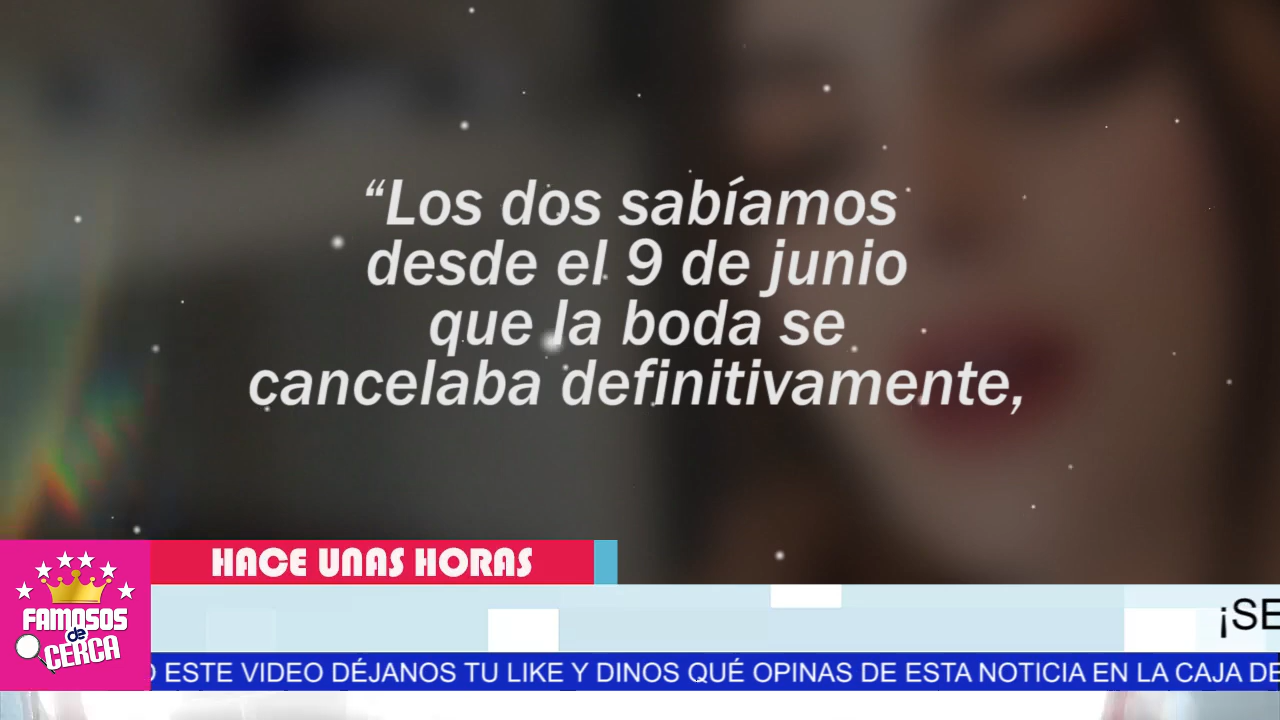 “Los dos sabíamos
desde el 9 de junio
que la boda se
cancelaba definitivamente,
HACE UNAS HORAS
FAMOSOS
de
CERCA
¡SE
ESTE VIDEO DÉJANOS TU LIKE Y DINOS QUÉ OPINAS DE ESTA NOTICIA EN LA CAJA DE